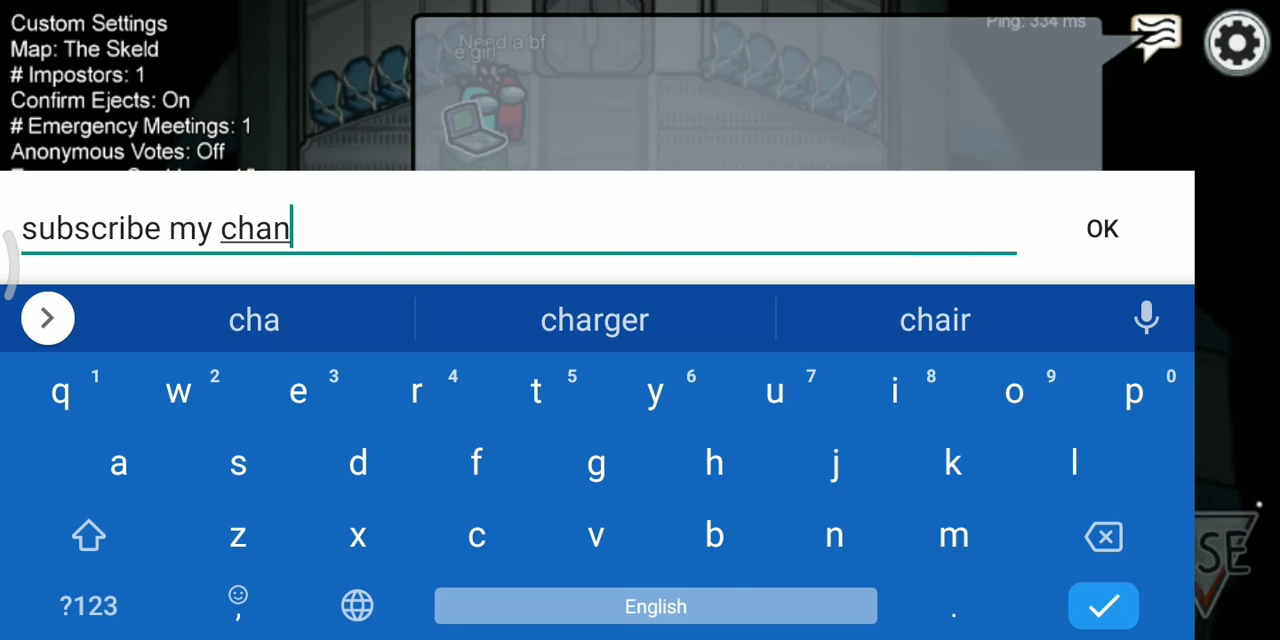 Custom Settings
Map: The Skeld
# Impostors: 1
Confirm Ejects: On
# Emergency Meetings: 1
Anonymous Votes: Off
Need a bf
e girl
Ping: 334 ms
subscribe my chan
OK
cha charger chair
q 1 w 2 e 3 r 4 t 5 y 6 u 7 i 8 o 9 p 0
a s d f g h j k l
z x c v b n m
?123 , English .
SE